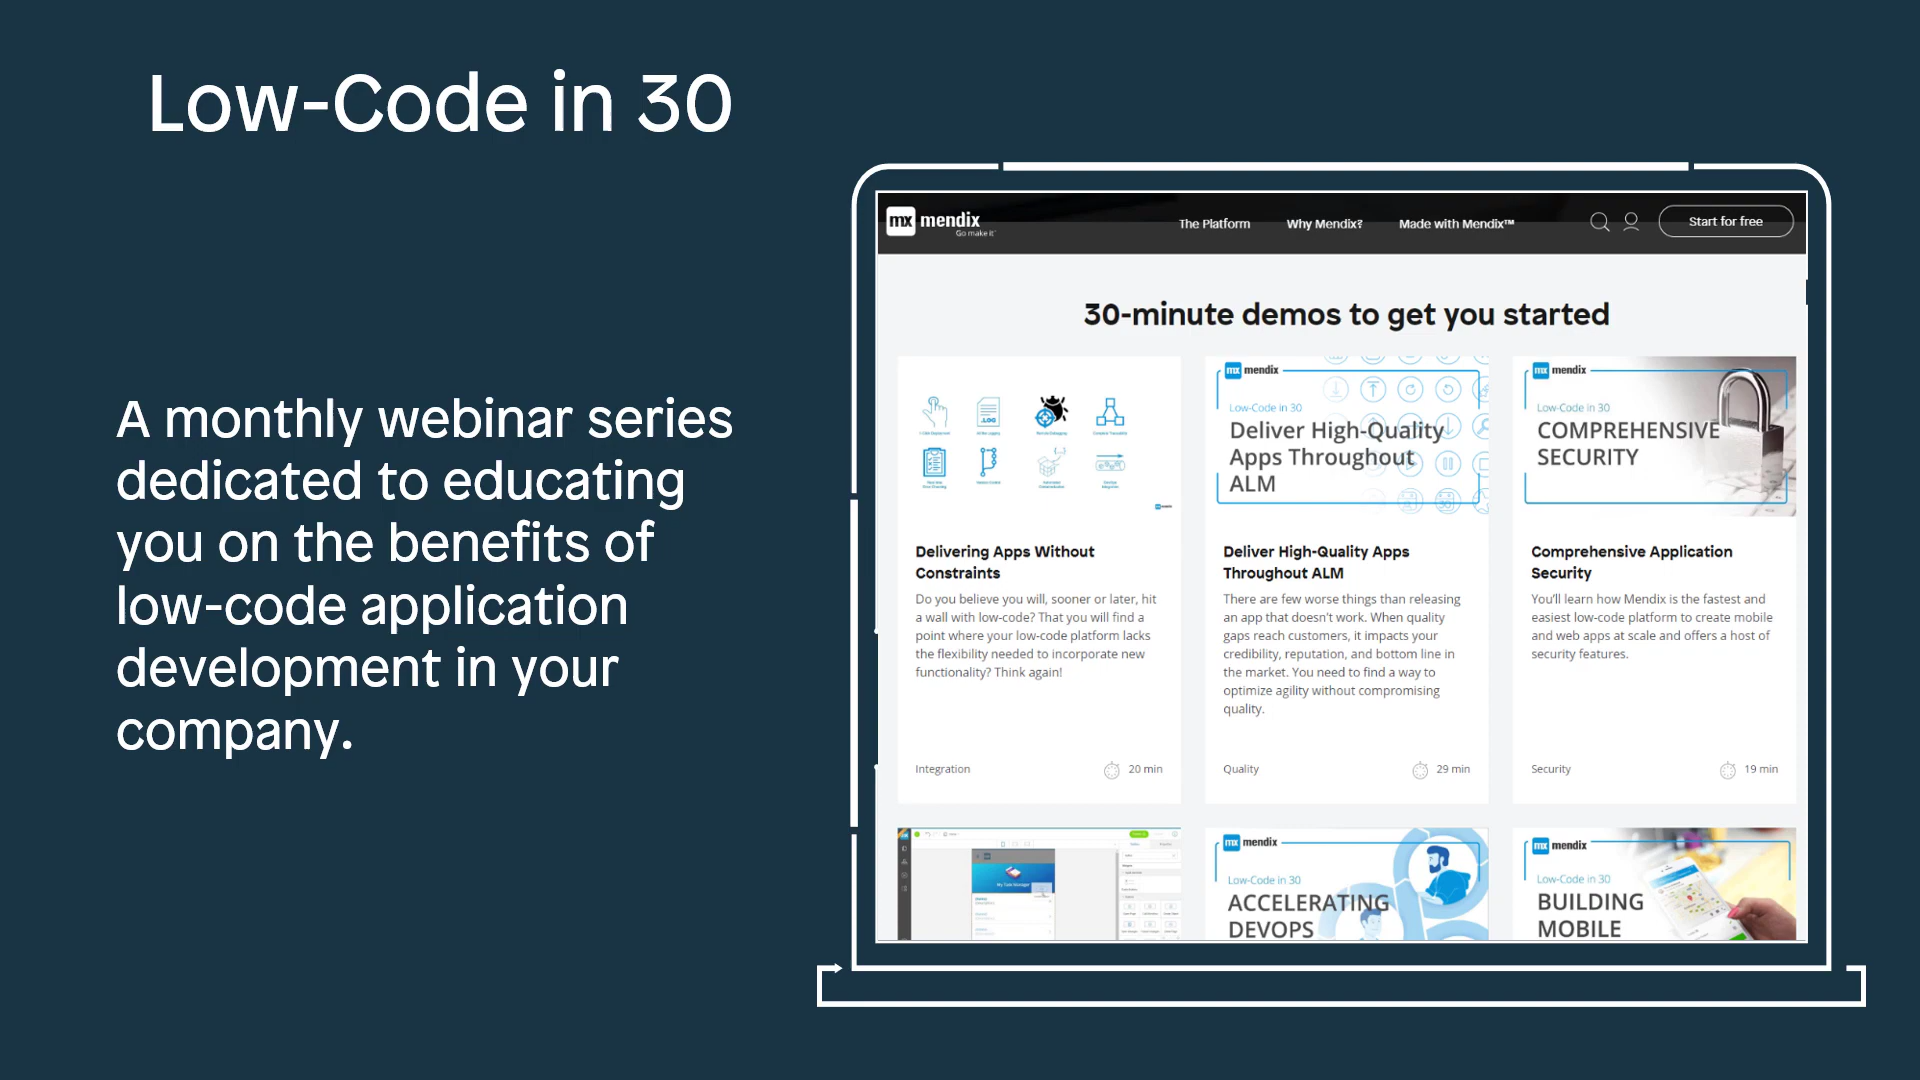 Low-Code in 30
A monthly webinar series
dedicated to educating
you on the benefits of
low-code application
development in your
company.
mx mendix
Go make it
The Platform
Why Mendix?
Made with Mendix™
Start for free
30-minute demos to get you started
.LOG
Delivering Apps Without
Constraints
Do you believe you will, sooner or later, hit
a wall with low-code? That you will find a
point where your low-code platform lacks
the flexibility needed to incorporate new
functionality? Think again!
Integration
20 min
mx mendix
Low-Code in 30
Deliver High-Quality
Apps Throughout
ALM
Deliver High-Quality Apps
Throughout ALM
There are few worse things than releasing
an app that doesn't work. When quality
gaps reach customers, it impacts your
credibility, reputation, and bottom line in
the market. You need to find a way to
optimize agility without compromising
quality.
Quality
29 min
mx mendix
Low-Code in 30
COMPREHENSIVE
SECURITY
Comprehensive Application
Security
You'll learn how Mendix is the fastest and
easiest low-code platform to create mobile
and web apps at scale and offers a host of
security features.
Security
19 min
My Task Manager
mx mendix
Low-Code in 30
ACCELERATING
DEVOPS
mx mendix
Low-Code in 30
BUILDING
MOBILE